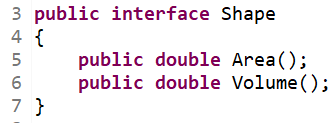 3 public interface Shape
4 {
5     public double Area();
6     public double Volume();
7 }